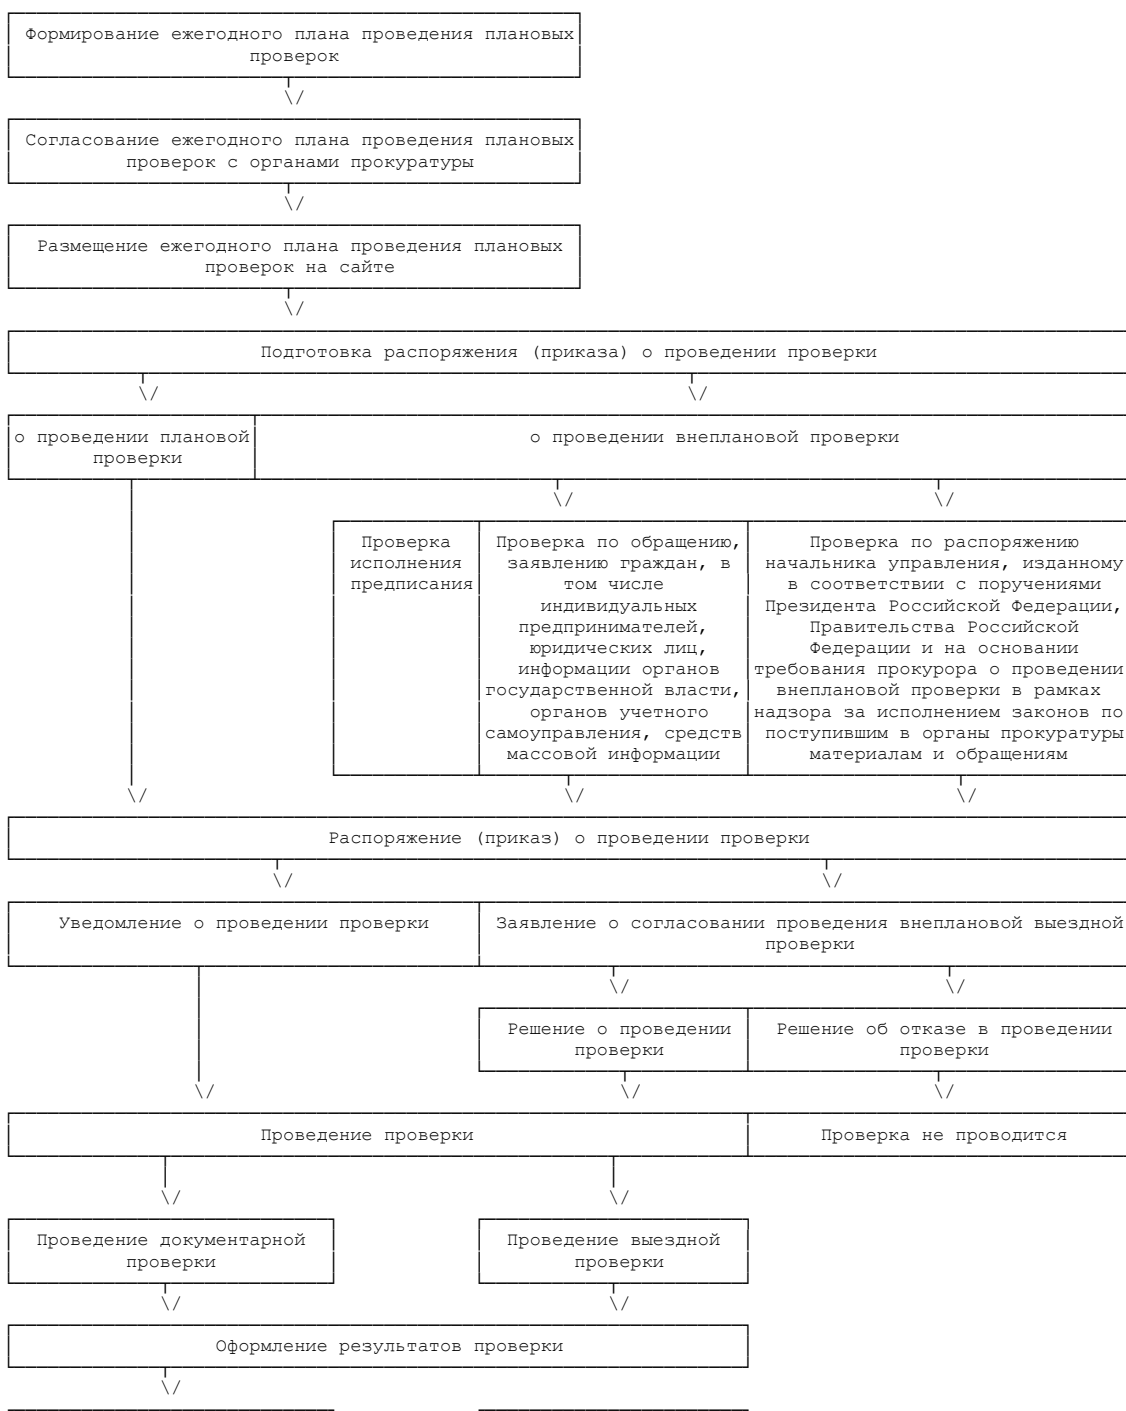 Формирование ежегодного плана проведения плановых
проверок
\/
Согласование ежегодного плана проведения плановых
проверок с органами прокуратуры
\/
Размещение ежегодного плана проведения плановых
проверок на сайте
\/
Подготовка распоряжения (приказа) о проведении проверки
\/ \/
о проведении плановой
проверки
о проведении внеплановой проверки
\/ \/
Проверка
исполнения
предписания
Проверка по обращению,
заявлению граждан, в
том числе
индивидуальных
предпринимателей,
юридических лиц,
информации органов
государственной власти,
органов учетного
самоуправления, средств
массовой информации
Проверка по распоряжению
начальника управления, изданному
в соответствии с поручениями
Президента Российской Федерации,
Правительства Российской
Федерации и на основании
требования прокурора о проведении
внеплановой проверки в рамках
надзора за исполнением законов по
поступившим в органы прокуратуры
материалам и обращениям
\/ \/ \/
Распоряжение (приказ) о проведении проверки
\/ \/
Уведомление о проведении проверки
Заявление о согласовании проведения внеплановой выездной
проверки
\/ \/
Решение о проведении
проверки
Решение об отказе в проведении
проверки
\/ \/ \/
Проведение проверки
Проверка не проводится
\/ \/
Проведение документарной
проверки
Проведение выездной
проверки
\/ \/
Оформление результатов проверки
\/